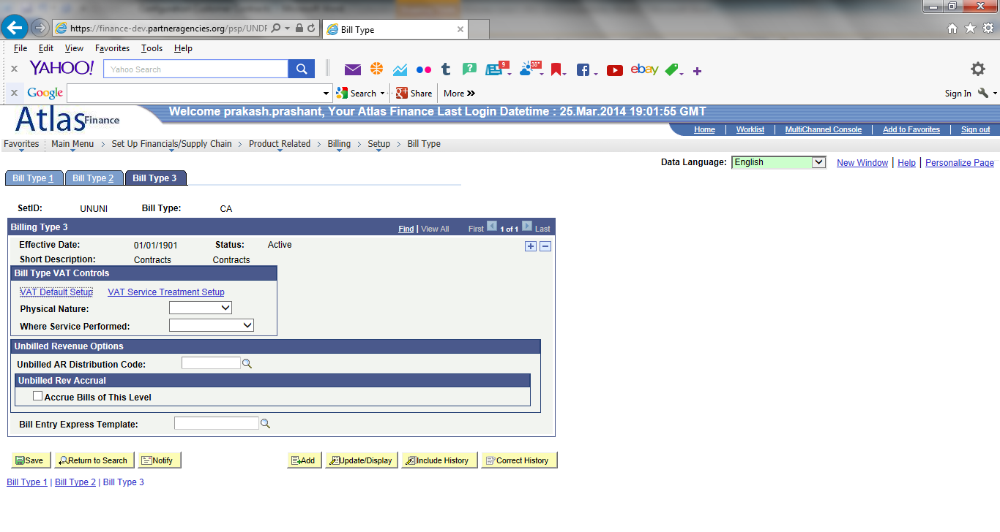 https://finance-dev.partneragencies.org/psp/UNDP
Bill Type
File Edit View Favorites Tools Help
YAHOO! Yahoo Search 9 38°
t ? f ebay
Google Search Share More Sign In
Atlas Finance
Welcome prakash.prashant, Your Atlas Finance Last Login Datetime : 25.Mar.2014 19:01:55 GMT
Home Worklist MultiChannel Console Add to Favorites Sign out
Favorites Main Menu > Set Up Financials/Supply Chain > Product Related > Billing > Setup > Bill Type
Data Language: English New Window | Help | Personalize Page
Bill Type 1 Bill Type 2 Bill Type 3
SetID: UNUNI Bill Type: CA
Billing Type 3 Find | View All First 1 of 1 Last
Effective Date: 01/01/1901 Status: Active
Short Description: Contracts Contracts
Bill Type VAT Controls
VAT Default Setup VAT Service Treatment Setup
Physical Nature:
Where Service Performed:
Unbilled Revenue Options
Unbilled AR Distribution Code:
Unbilled Rev Accrual
Accrue Bills of This Level
Bill Entry Express Template:
Save Return to Search Notify Add Update/Display Include History Correct History
Bill Type 1 | Bill Type 2 | Bill Type 3